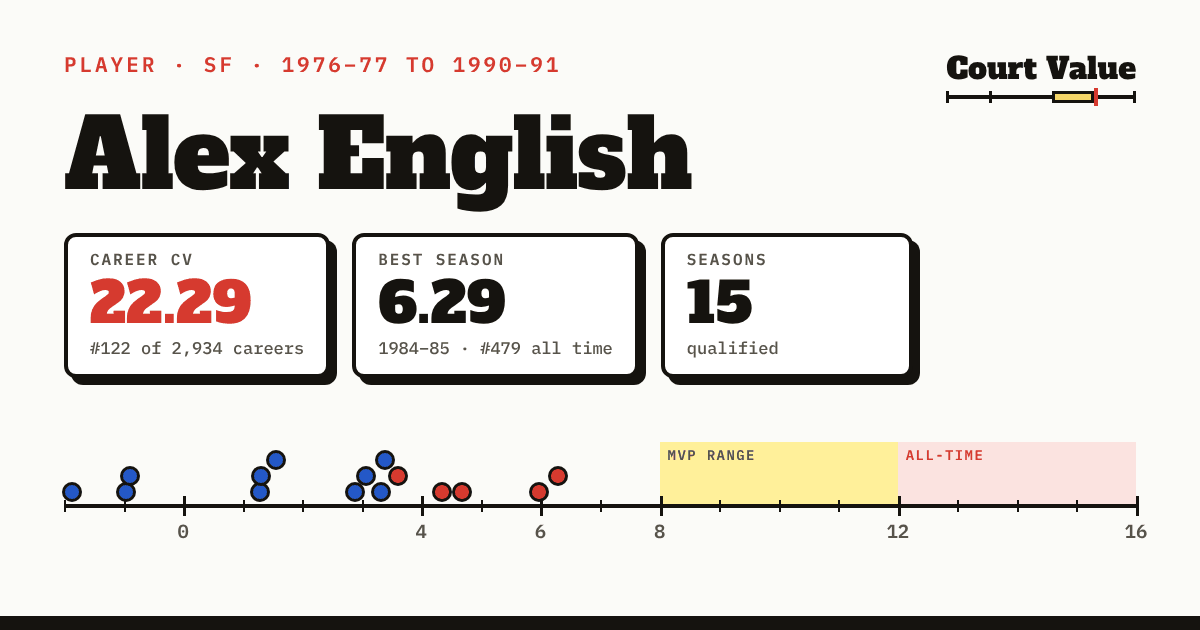 PLAYER · SF · 1976–77 TO 1990–91
Court Value
Alex English
CAREER CV
22.29
#122 of 2,934 careers
BEST SEASON
6.29
1984–85 · #479 all time
SEASONS
15
qualified
MVP RANGE
ALL-TIME
0 4 6 8 12 16